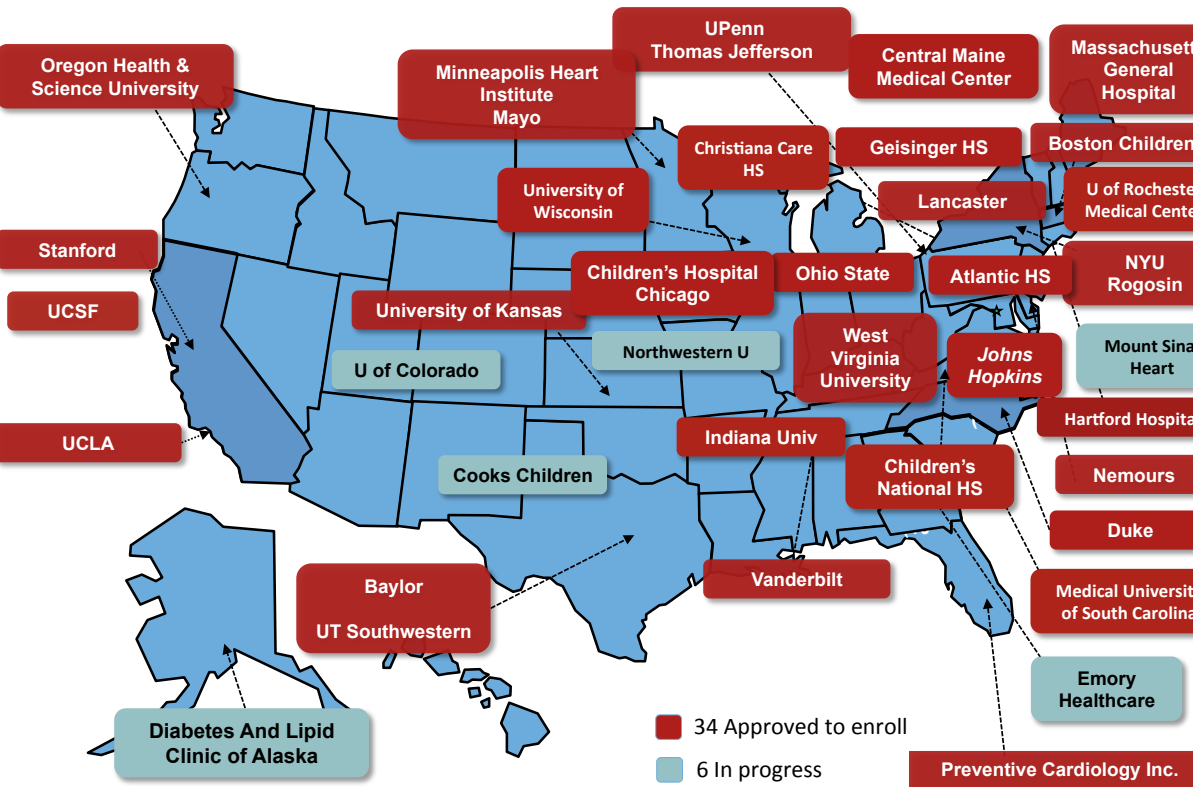 UPenn
Thomas Jefferson
Central Maine
Medical Center
Massachusett
General
Hospital
Oregon Health &
Science University
Minneapolis Heart
Institute
Mayo
Christiana Care
HS
Geisinger HS
Boston Children
University of
Wisconsin
Lancaster
U of Rocheste
Medical Cente
Stanford
Children's Hospital
Chicago
Ohio State
Atlantic HS
NYU
Rogosin
UCSF
University of Kansas
U of Colorado
Northwestern U
West
Virginia
University
Johns
Hopkins
Mount Sina
Heart
UCLA
Indiana Univ
Hartford Hospita
Cooks Children
Children's
National HS
Nemours
Duke
Baylor
UT Southwestern
Vanderbilt
Medical Universit
of South Carolina
Emory
Healthcare
Diabetes And Lipid
Clinic of Alaska
34 Approved to enroll
6 In progress
Preventive Cardiology Inc.